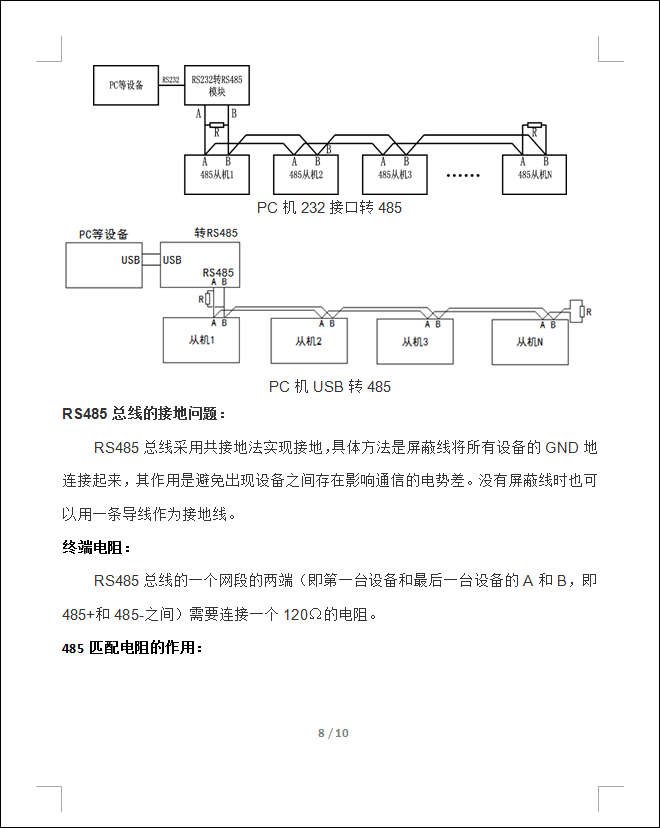 PC等设备 RS232 RS232转RS485
模块
A B
R R
B
A B A B A B A B
485从机1 485从机2 485从机3 …… 485从机N
PC 机 232 接口转 485
PC等设备 转RS485
USB USB
RS485
A B
R R
A B A B A B A B
从机1 从机2 从机3 从机N
PC 机 USB 转 485
RS485 总线的接地问题：
RS485 总线采用共接地法实现接地，具体方法是屏蔽线将所有设备的 GND 地
连接起来，其作用是避免出现设备之间存在影响通信的电势差。没有屏蔽线时也可
以用一条导线作为接地线。
终端电阻：
RS485 总线的一个网段的两端（即第一台设备和最后一台设备的 A 和 B，即
485+和 485-之间）需要连接一个 120Ω的电阻。
485 匹配电阻的作用：
8 / 10